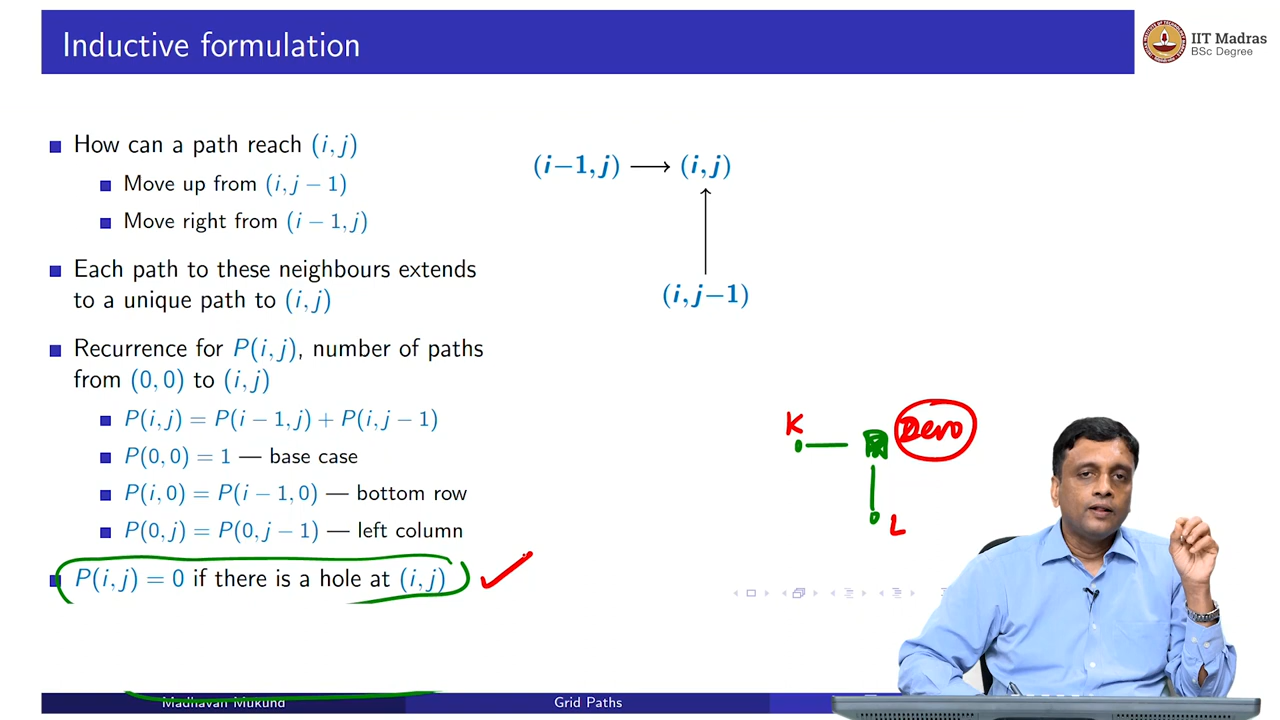 Inductive formulation
IIT Madras
BSc Degree
How can a path reach (i, j)
Move up from (i, j − 1)
Move right from (i − 1, j)
Each path to these neighbours extends
to a unique path to (i, j)
Recurrence for P(i, j), number of paths
from (0, 0) to (i, j)
P(i, j) = P(i − 1, j) + P(i, j − 1)
P(0, 0) = 1 — base case
P(i, 0) = P(i − 1, 0) — bottom row
P(0, j) = P(0, j − 1) — left column
P(i, j) = 0 if there is a hole at (i, j)
(i−1, j) → (i, j)
(i, j−1)
K
Zero
L
Madhavan Mukund
Grid Paths